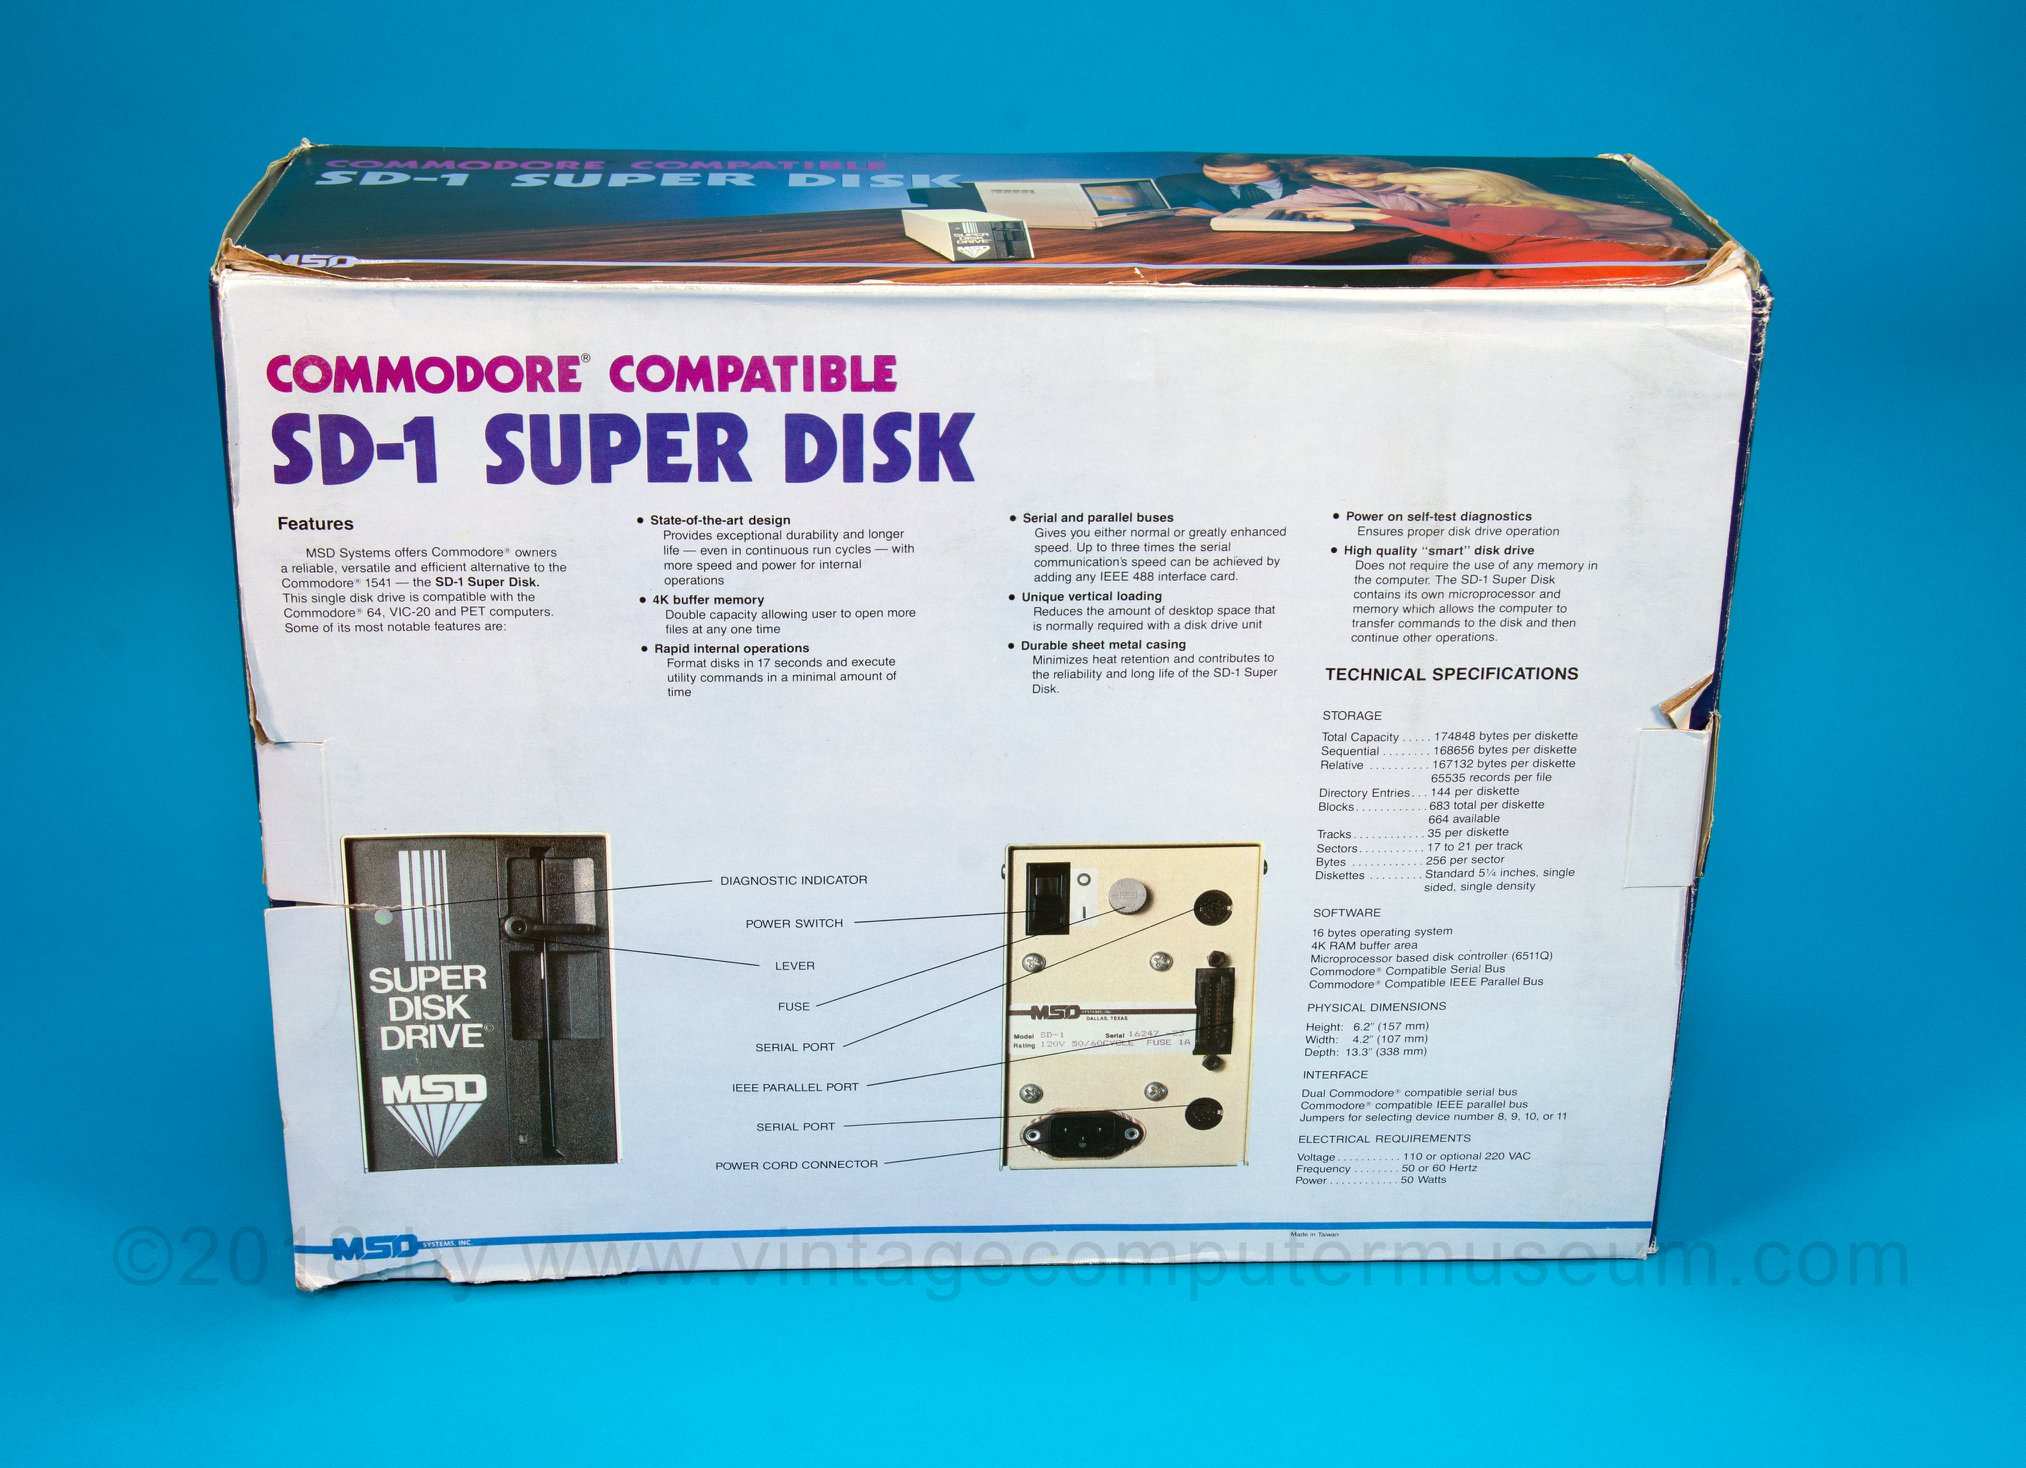 COMMODORE COMPATIBLE
SD-1 SUPER DISK
SUPER
DISK
DRIVE
MSD
MSD
COMMODORE® COMPATIBLE
SD-1 SUPER DISK
Features
MSD Systems offers Commodore® owners
a reliable, versatile and efficient alternative to the
Commodore® 1541 — the SD-1 Super Disk.
This single disk drive is compatible with the
Commodore® 64, VIC-20 and PET computers.
Some of its most notable features are:
• State-of-the-art design
Provides exceptional durability and longer
life — even in continuous run cycles — with
more speed and power for internal
operations
• 4K buffer memory
Double capacity allowing user to open more
files at any one time
• Rapid internal operations
Format disks in 17 seconds and execute
utility commands in a minimal amount of
time
• Serial and parallel buses
Gives you either normal or greatly enhanced
speed. Up to three times the serial
communication's speed can be achieved by
adding any IEEE 488 interface card.
• Unique vertical loading
Reduces the amount of desktop space that
is normally required with a disk drive unit
• Durable sheet metal casing
Minimizes heat retention and contributes to
the reliability and long life of the SD-1 Super
Disk.
• Power on self-test diagnostics
Ensures proper disk drive operation
• High quality "smart" disk drive
Does not require the use of any memory in
the computer. The SD-1 Super Disk
contains its own microprocessor and
memory which allows the computer to
transfer commands to the disk and then
continue other operations.
TECHNICAL SPECIFICATIONS
STORAGE
Total Capacity ..... 174848 bytes per diskette
Sequential ........ 168656 bytes per diskette
Relative .......... 167132 bytes per diskette
65535 records per file
Directory Entries... 144 per diskette
Blocks............ 683 total per diskette
664 available
Tracks............ 35 per diskette
Sectors........... 17 to 21 per track
Bytes ............ 256 per sector
Diskettes ......... Standard 5¼ inches, single
sided, single density
SOFTWARE
16 bytes operating system
4K RAM buffer area
Microprocessor based disk controller (6511Q)
Commodore® Compatible Serial Bus
Commodore® Compatible IEEE Parallel Bus
PHYSICAL DIMENSIONS
Height: 6.2" (157 mm)
Width: 4.2" (107 mm)
Depth: 13.3" (338 mm)
INTERFACE
Dual Commodore® compatible serial bus
Commodore® compatible IEEE parallel bus
Jumpers for selecting device number 8, 9, 10, or 11
ELECTRICAL REQUIREMENTS
Voltage........... 110 or optional 220 VAC
Frequency ........ 50 or 60 Hertz
Power ............ 50 Watts
SUPER
DISK
DRIVE©
MSD
DIAGNOSTIC INDICATOR
POWER SWITCH
LEVER
FUSE
SERIAL PORT
IEEE PARALLEL PORT
SERIAL PORT
POWER CORD CONNECTOR
O
I
MSD SYSTEMS, INC.
DALLAS, TEXAS
Model SD-1 Serial 16247 -23
Rating 120V 50/60CYCLE FUSE 1A
MSD SYSTEMS, INC.
Made in Taiwan
©2018 by www.vintagecomputermuseum.com